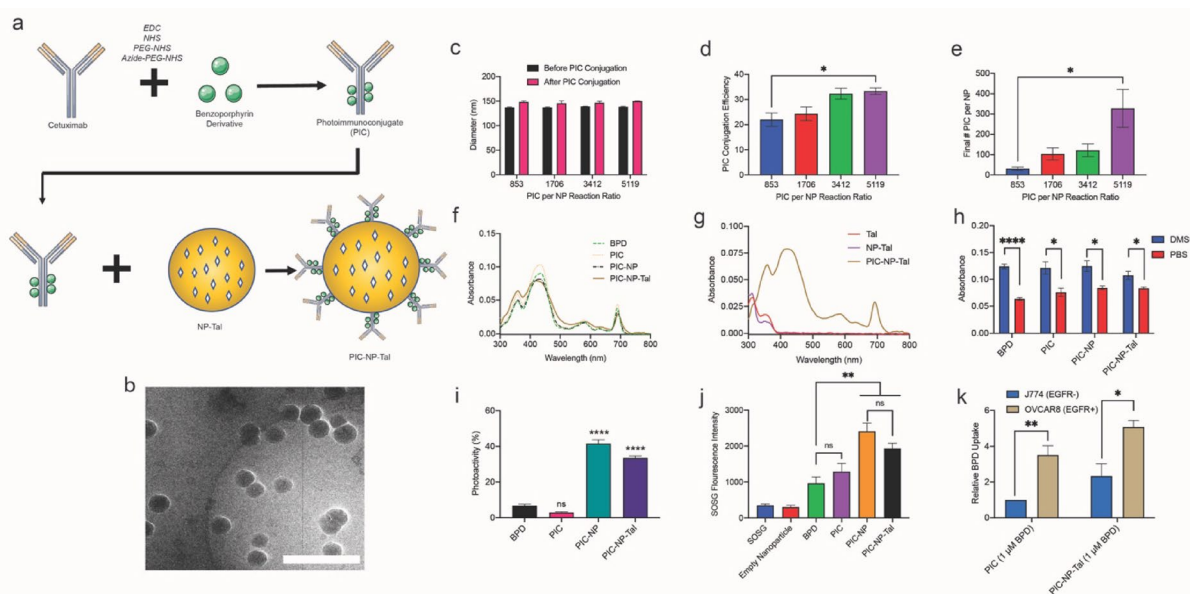 a
EDC
NHS
PEG-NHS
Azide-PEG-NHS
Cetuximab
Benzoporphyrin
Derivative
Photoimmunoconjugate
(PIC)
NP-Tal
PIC-NP-Tal
b
c
Before PIC Conjugation
After PIC Conjugation
Diameter (nm)
200
150
100
50
0
853 1706 3412 5119
PIC per NP Reaction Ratio
d
*
PIC Conjugation Efficiency
40
30
20
10
0
853 1706 3412 5119
PIC per NP Reaction Ratio
e
*
Final # PIC per NP
500
400
300
200
100
0
853 1706 3412 5119
PIC per NP Reaction Ratio
f
BPD
PIC
PIC-NP
PIC-NP-Tal
Absorbance
0.15
0.10
0.05
0.00
300 400 500 600 700 800
Wavelength (nm)
g
Tal
NP-Tal
PIC-NP-Tal
Absorbance
0.100
0.075
0.050
0.025
0.000
300 400 500 600 700 800
Wavelength (nm)
h
DMS
PBS
**** * * *
Absorbance
0.20
0.15
0.10
0.05
0.00
BPD
PIC
PIC-NP
PIC-NP-Tal
i
Photoactivity (%)
60
40
20
0
ns
****
****
BPD
PIC
PIC-NP
PIC-NP-Tal
j
**
ns
ns
SOSG Flourescence Intensity
3000
2000
1000
0
SOSG
Empty Nanoparticle
BPD
PIC
PIC-NP
PIC-NP-Tal
k
J774 (EGFR-)
OVCAR8 (EGFR+)
**
*
Relative BPD Uptake
8
6
4
2
0
PIC (1 μM BPD)
PIC-NP-Tal (1 μM BPD)